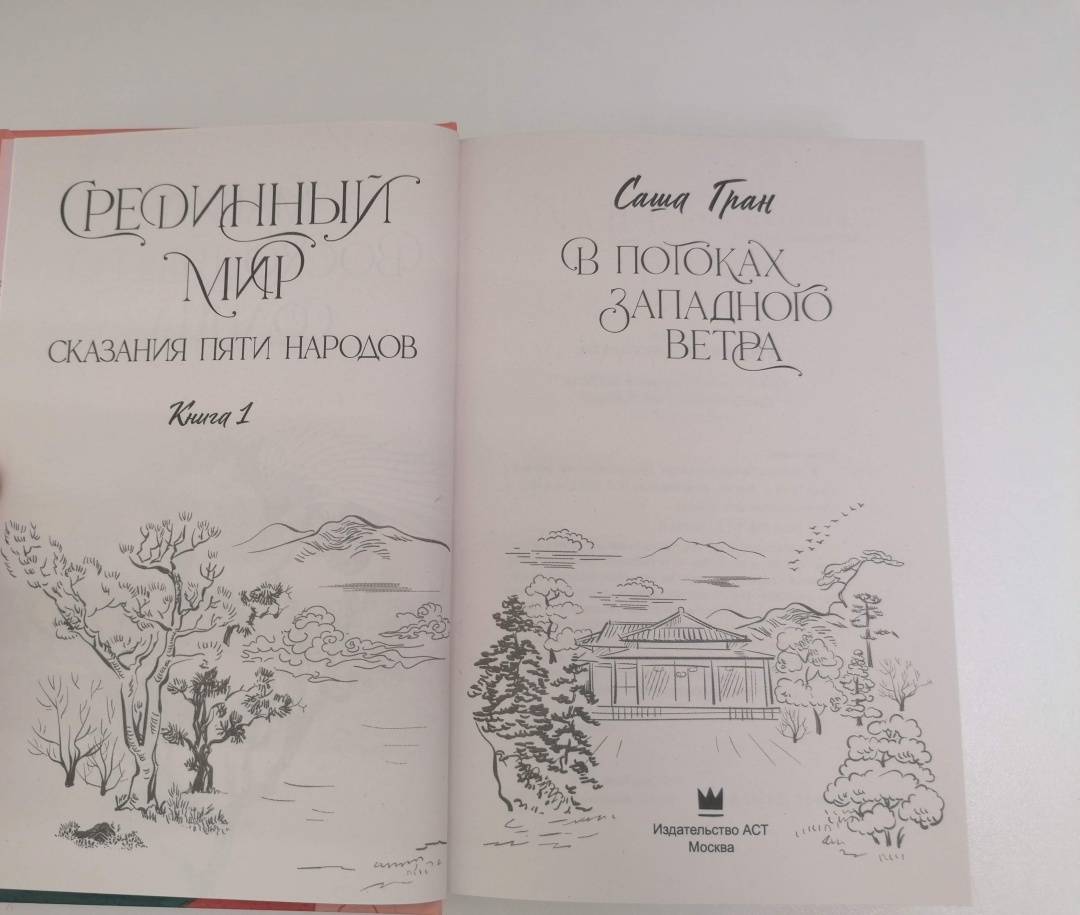 СРЕДИННЫЙ
МИР
СКАЗАНИЯ ПЯТИ НАРОДОВ
Книга 1
Саша Гран
В ПОТОКАХ
ЗАПАДНОГО
ВЕТРА
Издательство АСТ
Москва